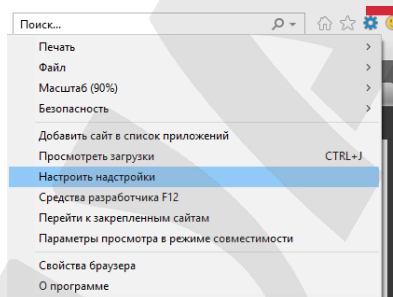 Поиск...
Печать
Файл
Масштаб (90%)
Безопасность
Добавить сайт в список приложений
Просмотреть загрузки CTRL+J
Настроить надстройки
Средства разработчика F12
Перейти к закрепленным сайтам
Параметры просмотра в режиме совместимости
Свойства браузера
О программе